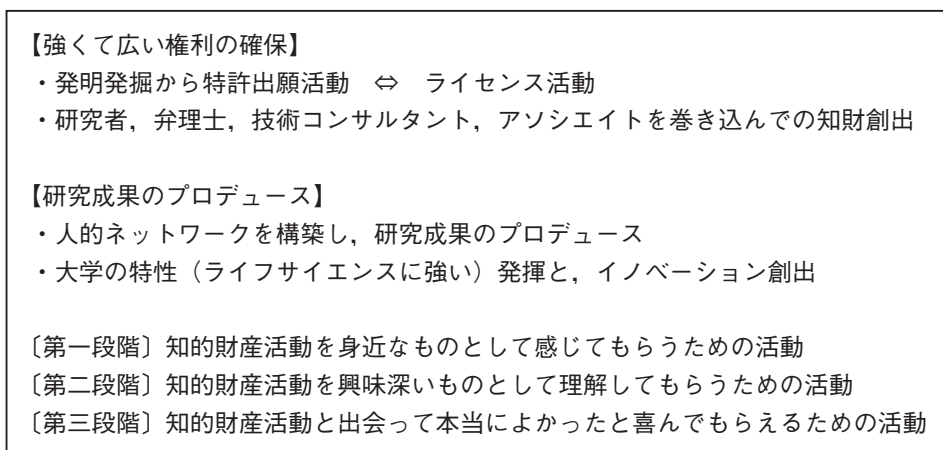 【強くて広い権利の確保】
・発明発掘から特許出願活動　⇔　ライセンス活動
・研究者，弁理士，技術コンサルタント，アソシエイトを巻き込んでの知財創出
【研究成果のプロデュース】
・人的ネットワークを構築し，研究成果のプロデュース
・大学の特性（ライフサイエンスに強い）発揮と，イノベーション創出
〔第一段階〕知的財産活動を身近なものとして感じてもらうための活動
〔第二段階〕知的財産活動を興味深いものとして理解してもらうための活動
〔第三段階〕知的財産活動と出会って本当によかったと喜んでもらえるための活動